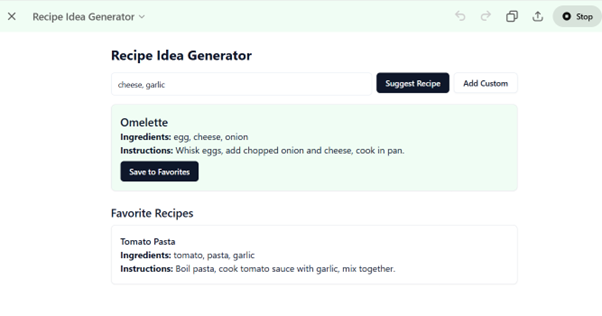 Recipe Idea Generator
Stop
Recipe Idea Generator
cheese, garlic
Suggest Recipe
Add Custom
Omelette
Ingredients: egg, cheese, onion
Instructions: Whisk eggs, add chopped onion and cheese, cook in pan.
Save to Favorites
Favorite Recipes
Tomato Pasta
Ingredients: tomato, pasta, garlic
Instructions: Boil pasta, cook tomato sauce with garlic, mix together.